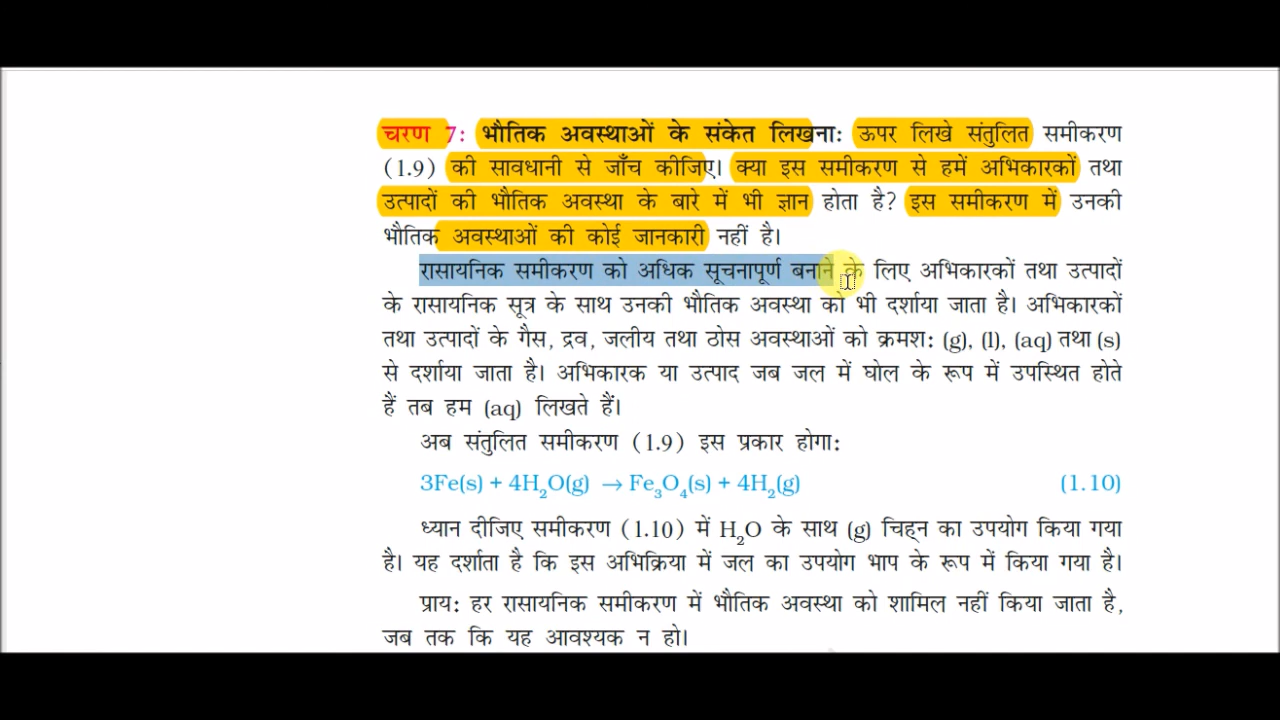 चरण 7: भौतिक अवस्थाओं के संकेत लिखना: ऊपर लिखे संतुलित समीकरण
(1.9) की सावधानी से जाँच कीजिए। क्या इस समीकरण से हमें अभिकारकों तथा
उत्पादों की भौतिक अवस्था के बारे में भी ज्ञान होता है? इस समीकरण में उनकी
भौतिक अवस्थाओं की कोई जानकारी नहीं है।
रासायनिक समीकरण को अधिक सूचनापूर्ण बनाने के लिए अभिकारकों तथा उत्पादों
के रासायनिक सूत्र के साथ उनकी भौतिक अवस्था को भी दर्शाया जाता है। अभिकारकों
तथा उत्पादों के गैस, द्रव, जलीय तथा ठोस अवस्थाओं को क्रमश: (g), (l), (aq) तथा (s)
से दर्शाया जाता है। अभिकारक या उत्पाद जब जल में घोल के रूप में उपस्थित होते
हैं तब हम (aq) लिखते हैं।
अब संतुलित समीकरण (1.9) इस प्रकार होगा:
3Fe(s) + 4H₂O(g) → Fe₃O₄(s) + 4H₂(g) (1.10)
ध्यान दीजिए समीकरण (1.10) में H₂O के साथ (g) चिह्न का उपयोग किया गया
है। यह दर्शाता है कि इस अभिक्रिया में जल का उपयोग भाप के रूप में किया गया है।
प्राय: हर रासायनिक समीकरण में भौतिक अवस्था को शामिल नहीं किया जाता है,
जब तक कि यह आवश्यक न हो।